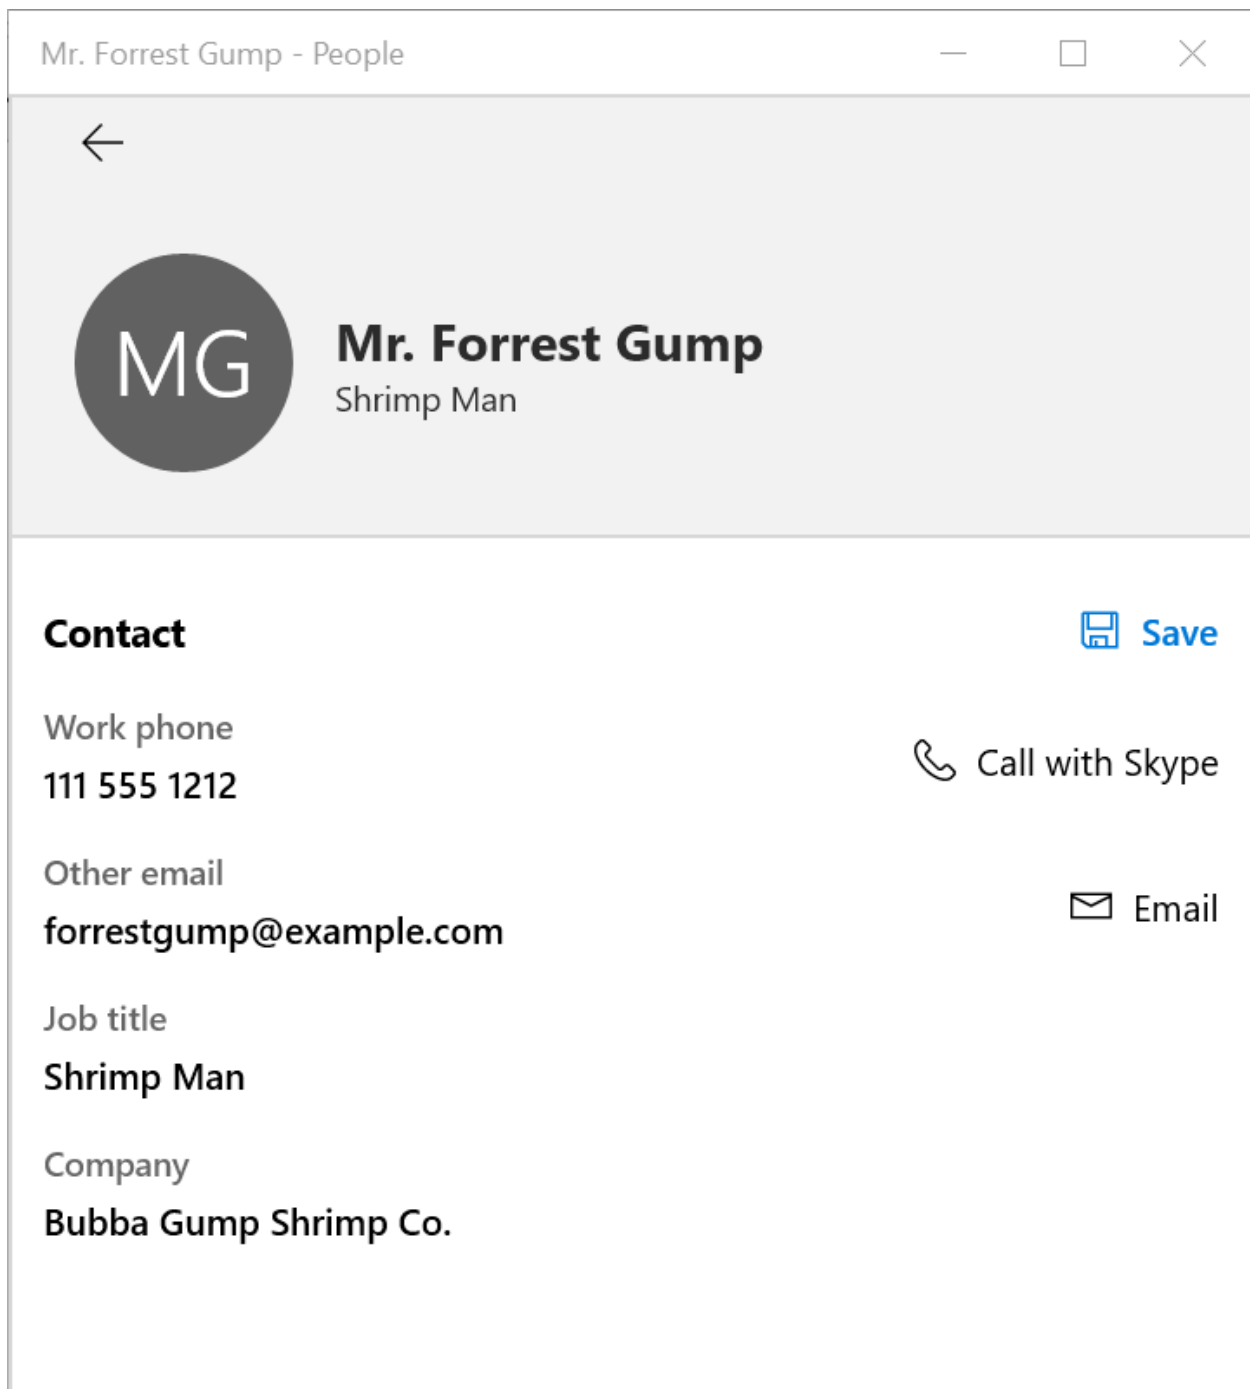 Mr. Forrest Gump - People
MG
Mr. Forrest Gump
Shrimp Man
Contact
Save
Work phone
111 555 1212
Call with Skype
Other email
forrestgump@example.com
Email
Job title
Shrimp Man
Company
Bubba Gump Shrimp Co.